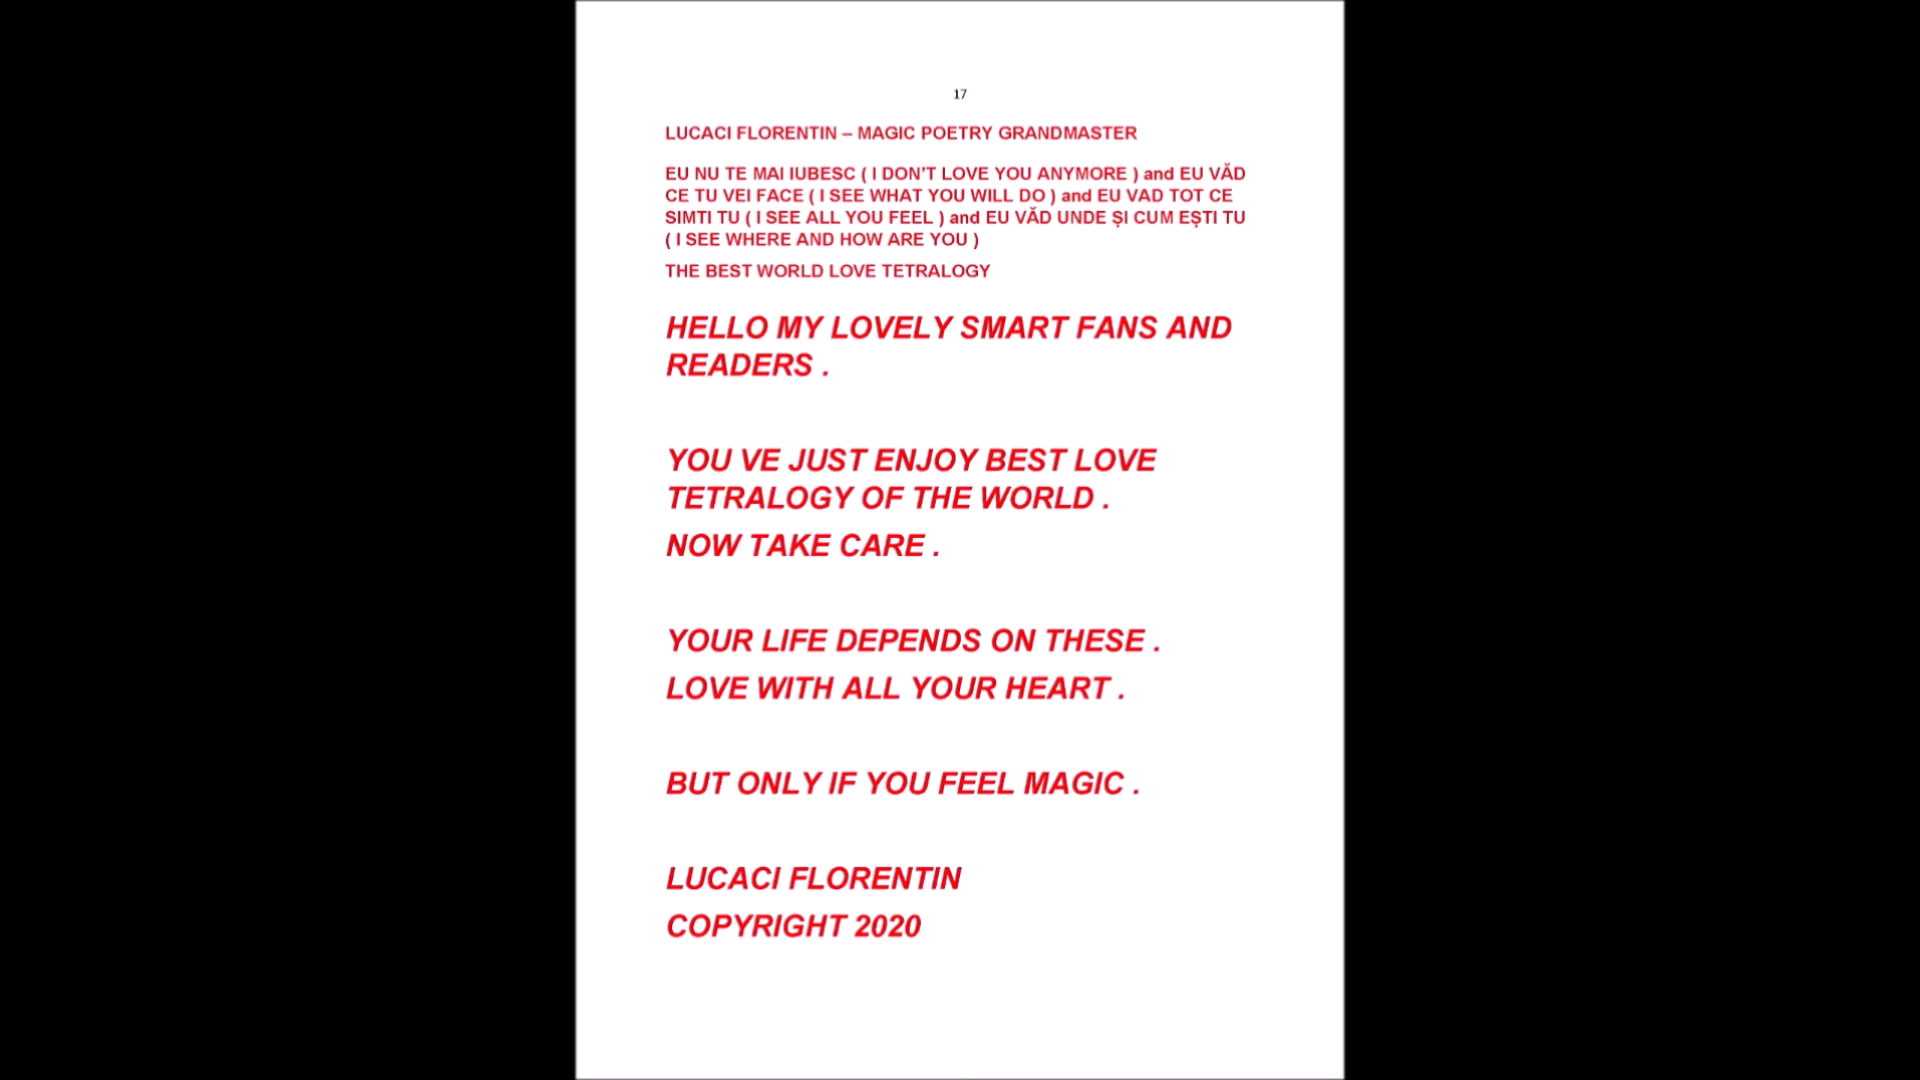 17
LUCACI FLORENTIN – MAGIC POETRY GRANDMASTER
EU NU TE MAI IUBESC ( I DON'T LOVE YOU ANYMORE ) and EU VĂD
CE TU VEI FACE ( I SEE WHAT YOU WILL DO ) and EU VAD TOT CE
SIMTI TU ( I SEE ALL YOU FEEL ) and EU VĂD UNDE ȘI CUM EȘTI TU
( I SEE WHERE AND HOW ARE YOU )
THE BEST WORLD LOVE TETRALOGY
HELLO MY LOVELY SMART FANS AND
READERS .
YOU VE JUST ENJOY BEST LOVE
TETRALOGY OF THE WORLD .
NOW TAKE CARE .
YOUR LIFE DEPENDS ON THESE .
LOVE WITH ALL YOUR HEART .
BUT ONLY IF YOU FEEL MAGIC .
LUCACI FLORENTIN
COPYRIGHT 2020